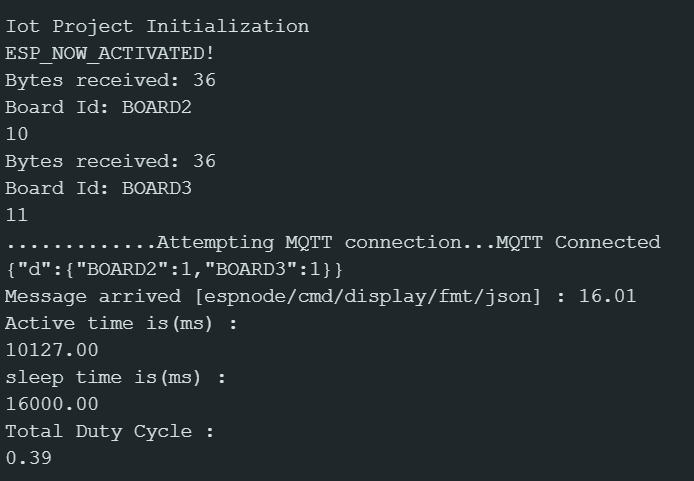 Iot Project Initialization
ESP_NOW_ACTIVATED!
Bytes received: 36
Board Id: BOARD2
10
Bytes received: 36
Board Id: BOARD3
11
.............Attempting MQTT connection...MQTT Connected
{"d":{"BOARD2":1,"BOARD3":1}}
Message arrived [espnode/cmd/display/fmt/json] : 16.01
Active time is(ms) :
10127.00
sleep time is(ms) :
16000.00
Total Duty Cycle :
0.39